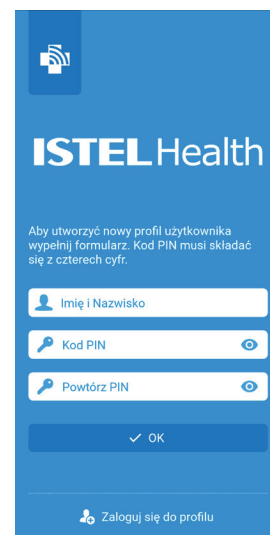 ISTEL Health
Aby utworzyć nowy profil użytkownika
wypełnij formularz. Kod PIN musi składać
się z czterech cyfr.
Imię i Nazwisko
Kod PIN
Powtórz PIN
OK
Zaloguj się do profilu